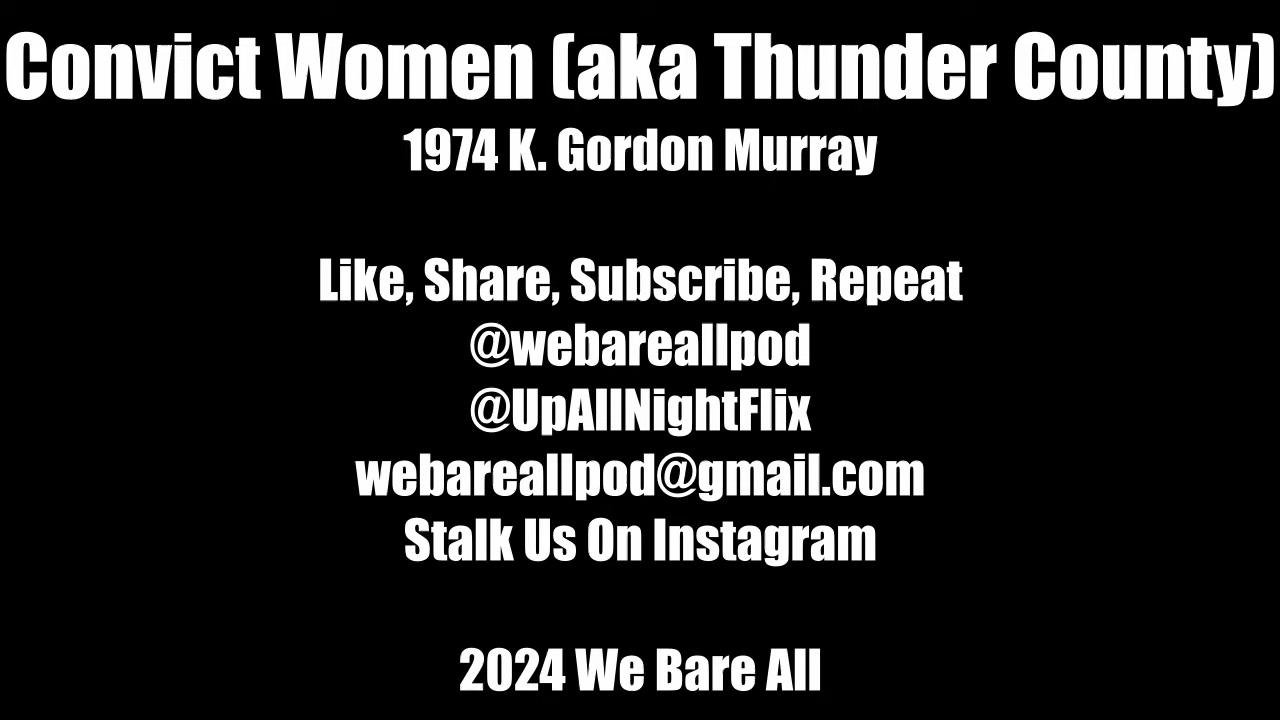 Convict Women (aka Thunder County)
1974 K. Gordon Murray
Like, Share, Subscribe, Repeat
@webareallpod
@UpAllNightFlix
webareallpod@gmail.com
Stalk Us On Instagram
2024 We Bare All